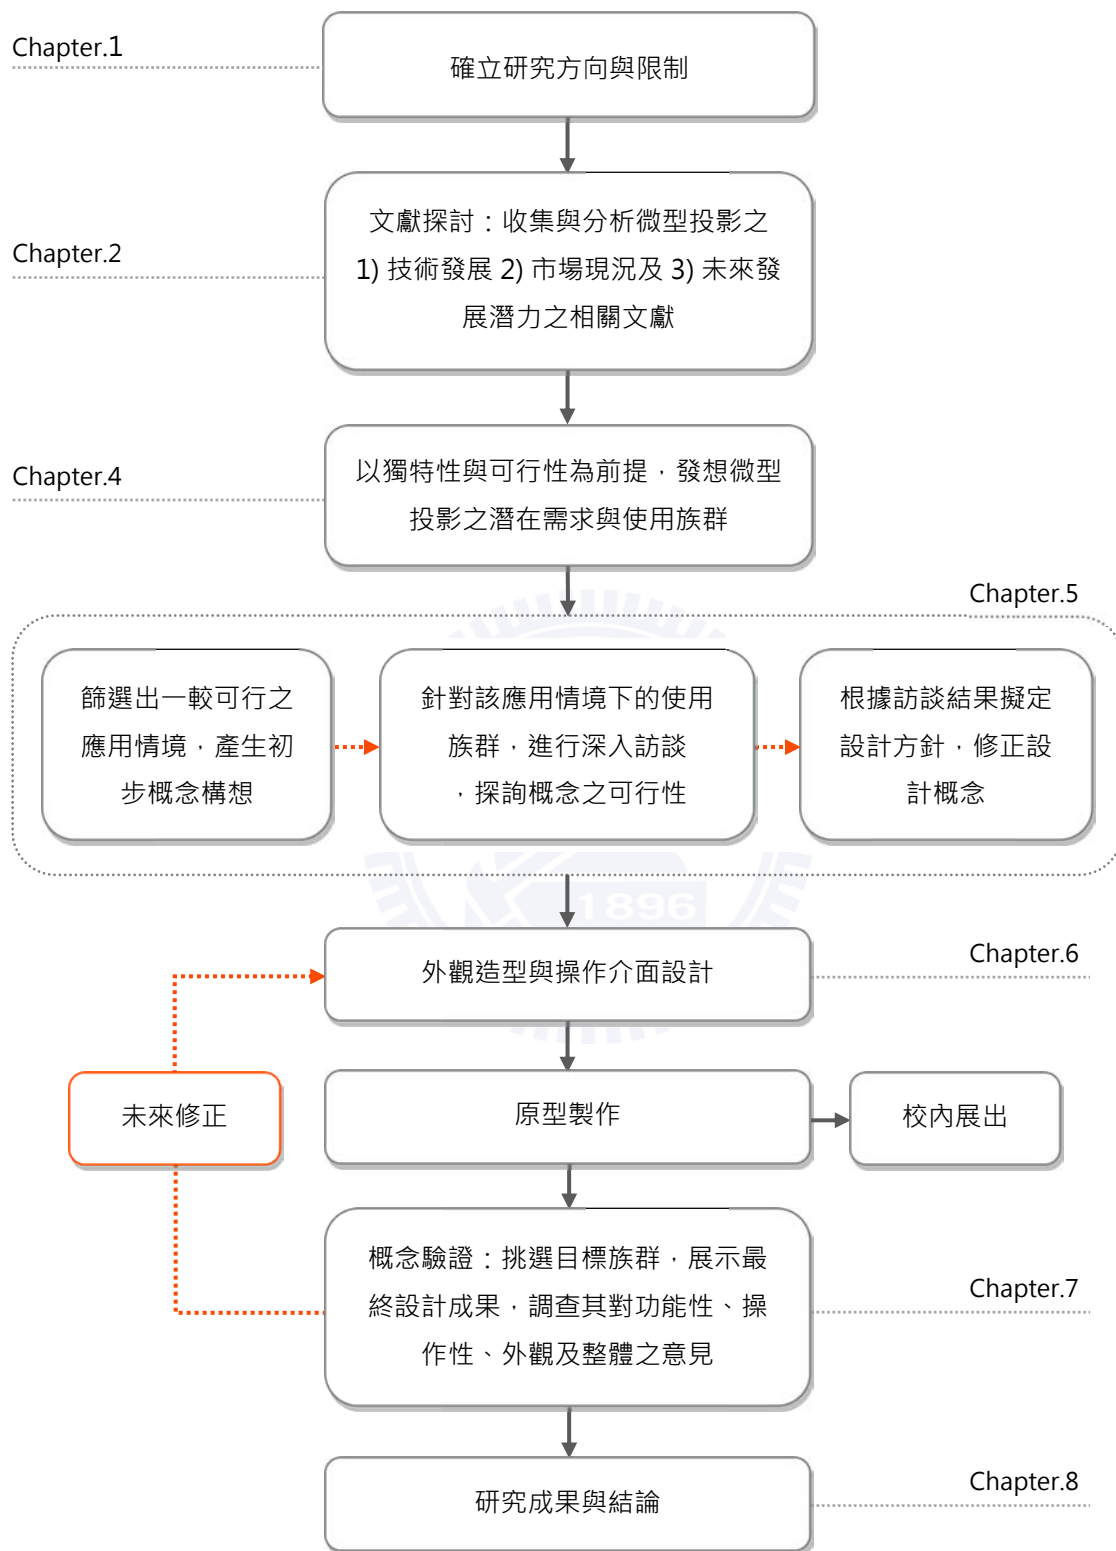 Chapter.1
確立研究方向與限制
Chapter.2
文獻探討：收集與分析微型投影之
1) 技術發展 2) 市場現況及 3) 未來發
展潛力之相關文獻
Chapter.4
以獨特性與可行性為前提，發想微型
投影之潛在需求與使用族群
Chapter.5
篩選出一較可行之
應用情境，產生初
步概念構想
針對該應用情境下的使用
族群，進行深入訪談
，探詢概念之可行性
根據訪談結果擬定
設計方針，修正設
計概念
1896
Chapter.6
外觀造型與操作介面設計
未來修正
原型製作
校內展出
Chapter.7
概念驗證：挑選目標族群，展示最
終設計成果，調查其對功能性、操
作性、外觀及整體之意見
Chapter.8
研究成果與結論